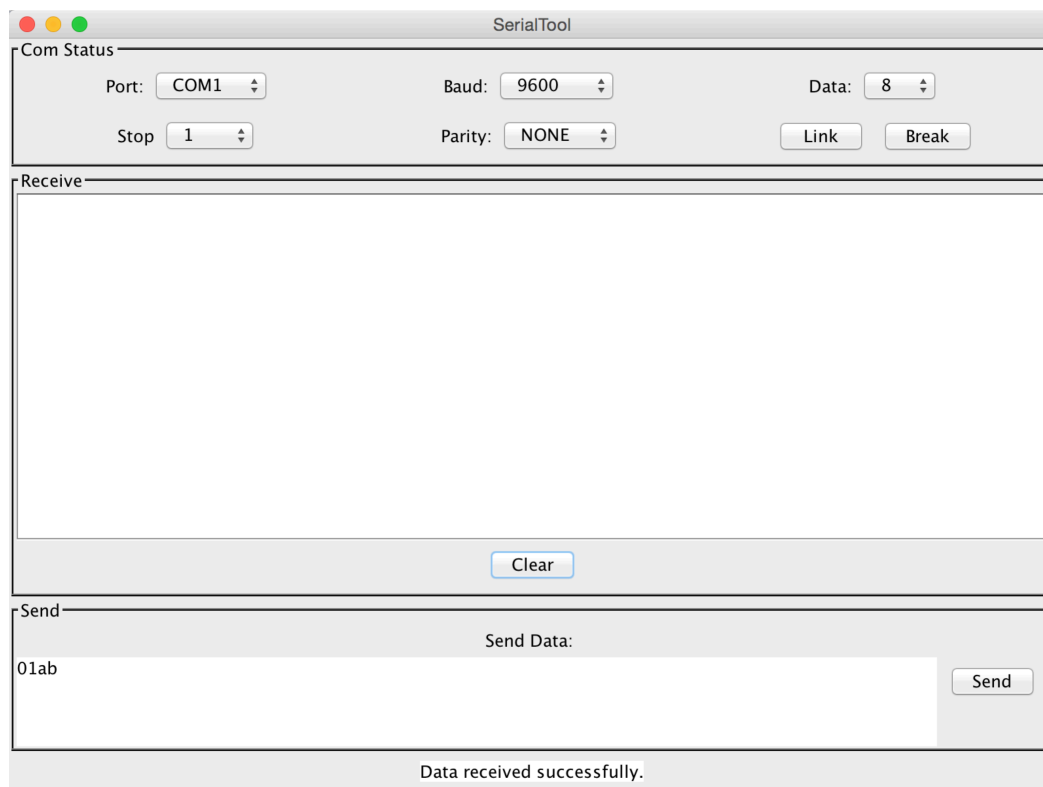 SerialTool
Com Status
Port: COM1 Baud: 9600 Data: 8
Stop 1 Parity: NONE Link Break
Receive
Clear
Send
Send Data:
01ab
Send
Data received successfully.